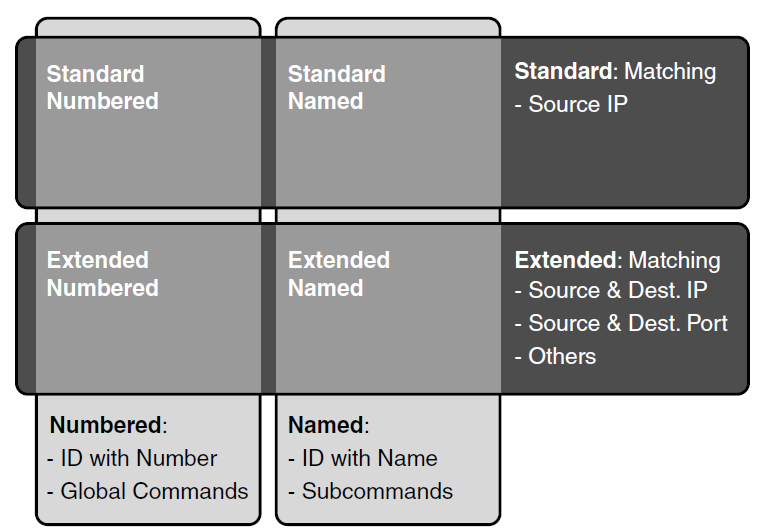 Standard
Numbered
Standard
Named
Standard: Matching
- Source IP
Extended
Numbered
Extended
Named
Extended: Matching
- Source & Dest. IP
- Source & Dest. Port
- Others
Numbered:
- ID with Number
- Global Commands
Named:
- ID with Name
- Subcommands